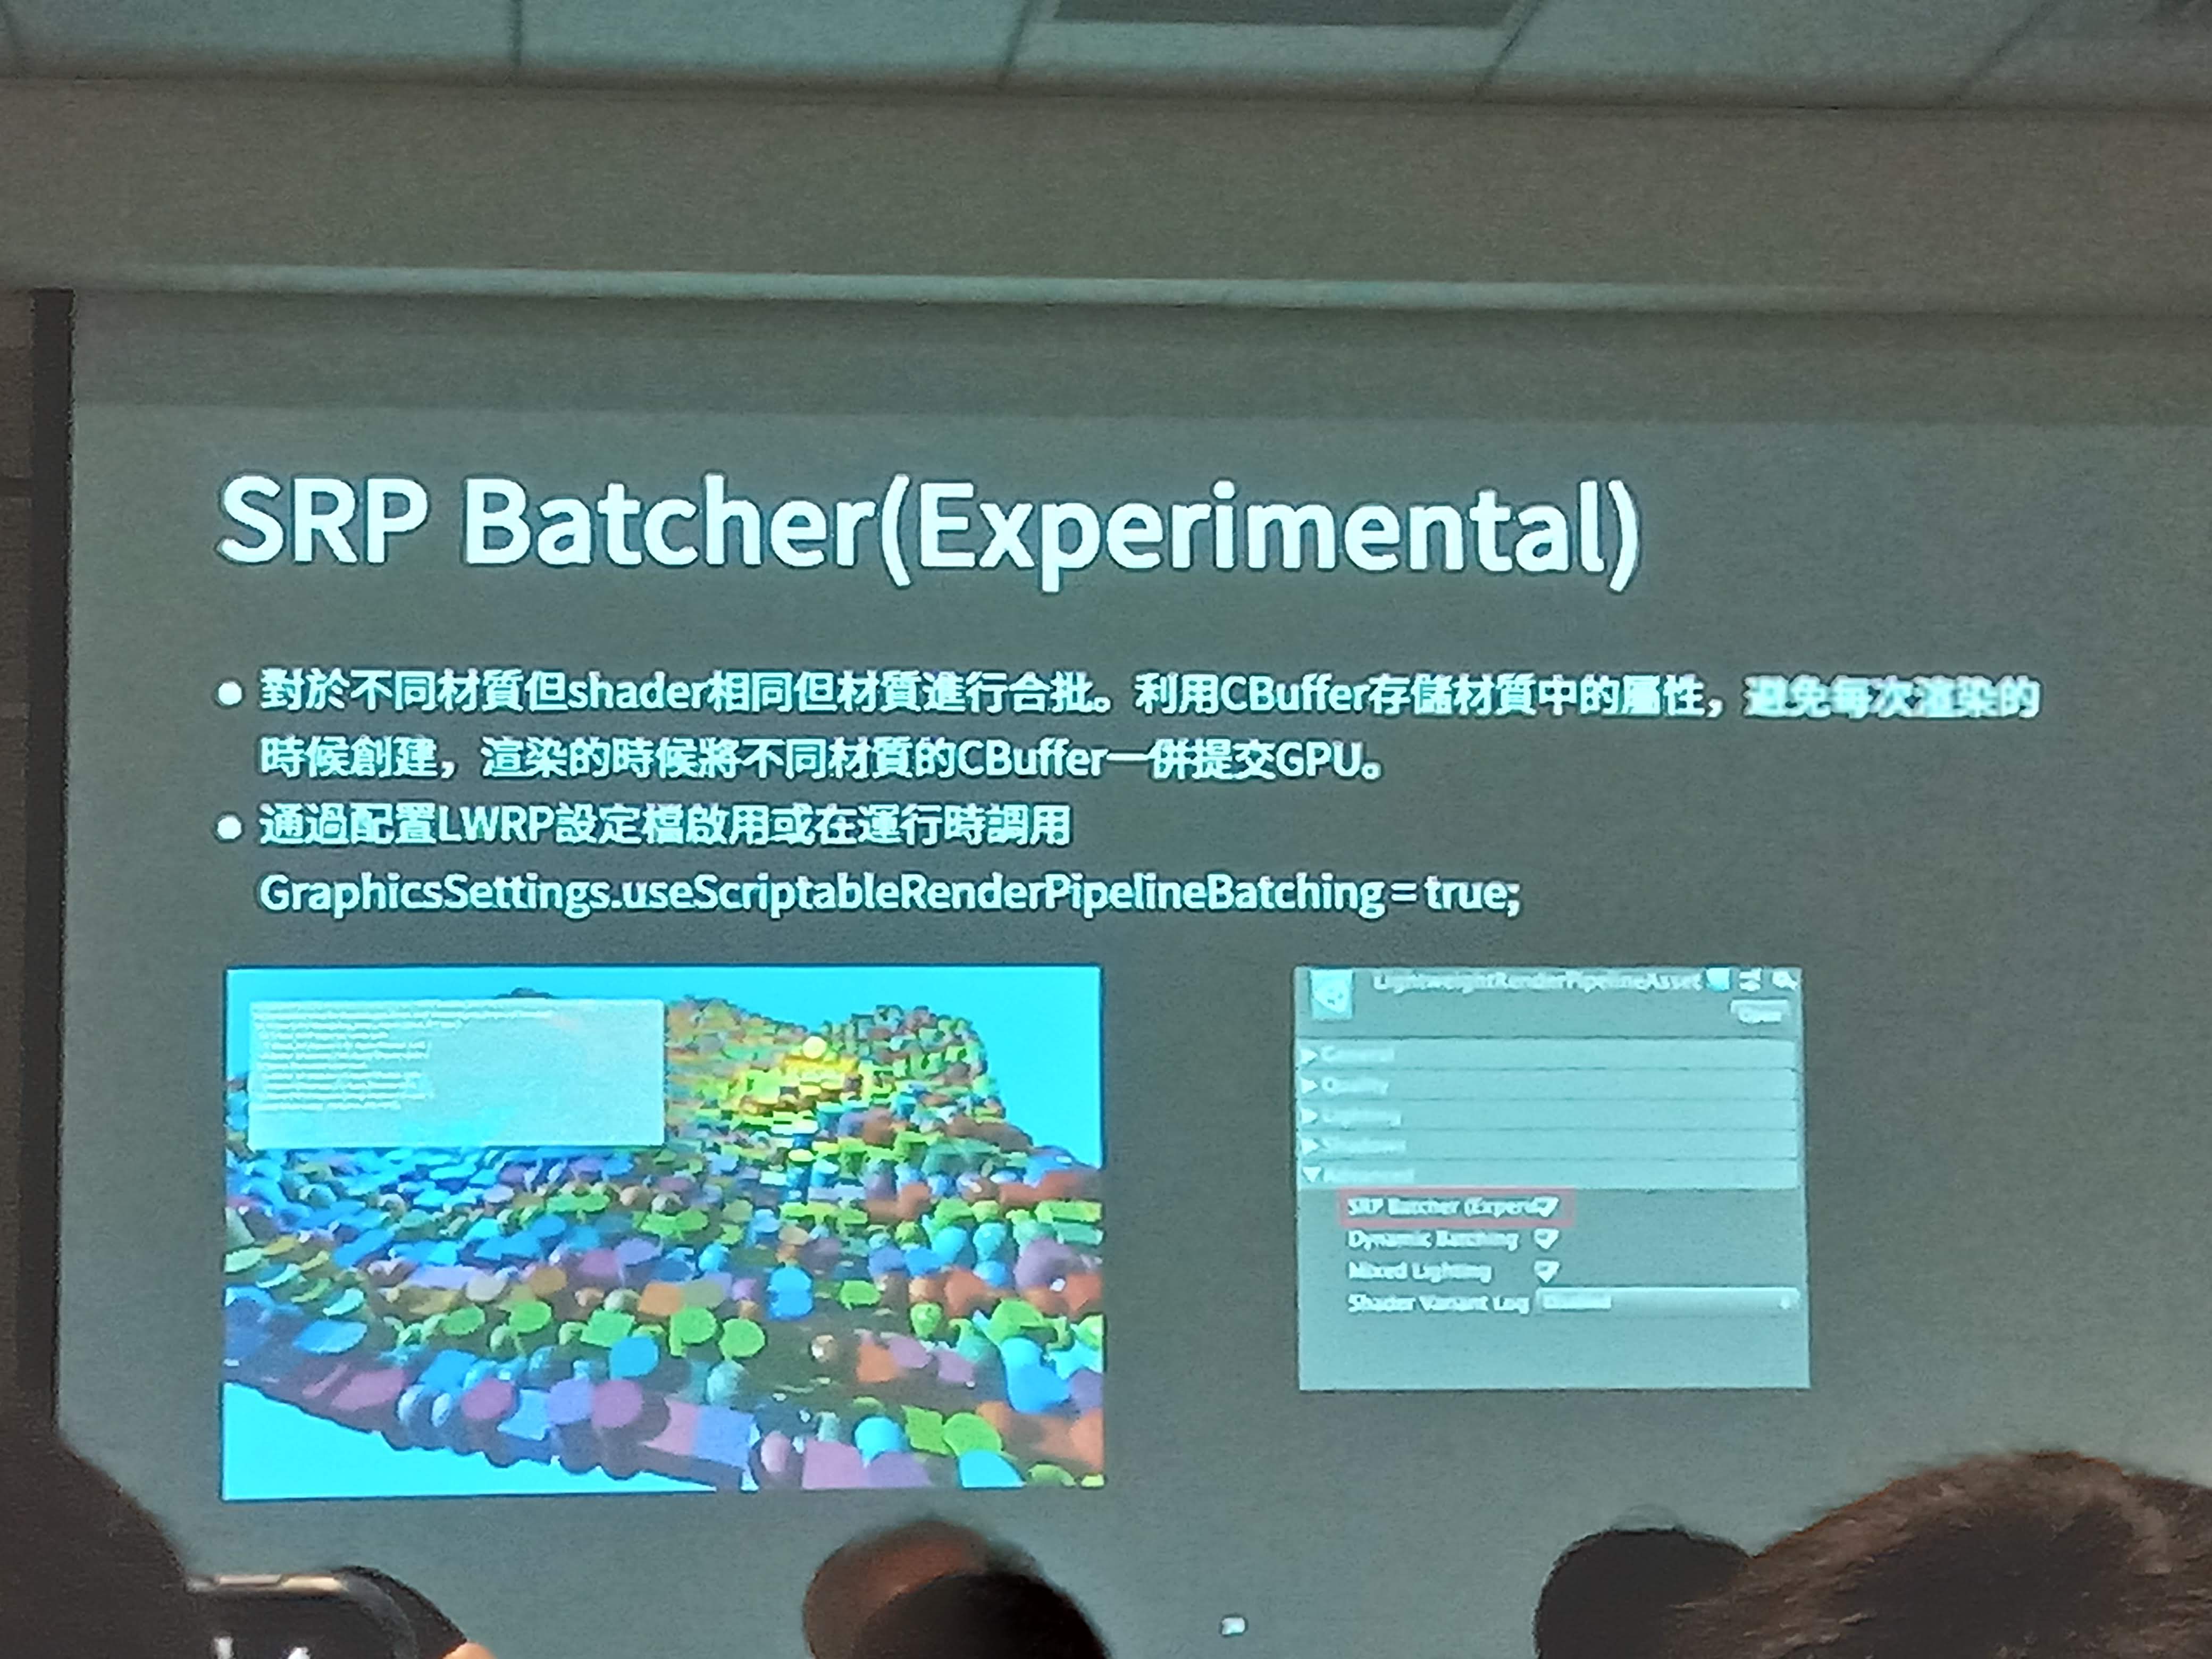 SRP Batcher(Experimental)
對於不同材質但shader相同但材質進行合批。利用CBuffer存儲材質中的屬性，避免每次渲染的
時候創建，渲染的時候將不同材質的CBuffer一併提交GPU。
通過配置LWRP設定檔啟用或在運行時調用
GraphicsSettings.useScriptableRenderPipelineBatching = true;
LightweightRenderPipelineAsset
Open
General
Quality
Lighting
Shadows
Advanced
SRP Batcher (Experi
Dynamic Batching
Mixed Lighting
Shader Variant Log